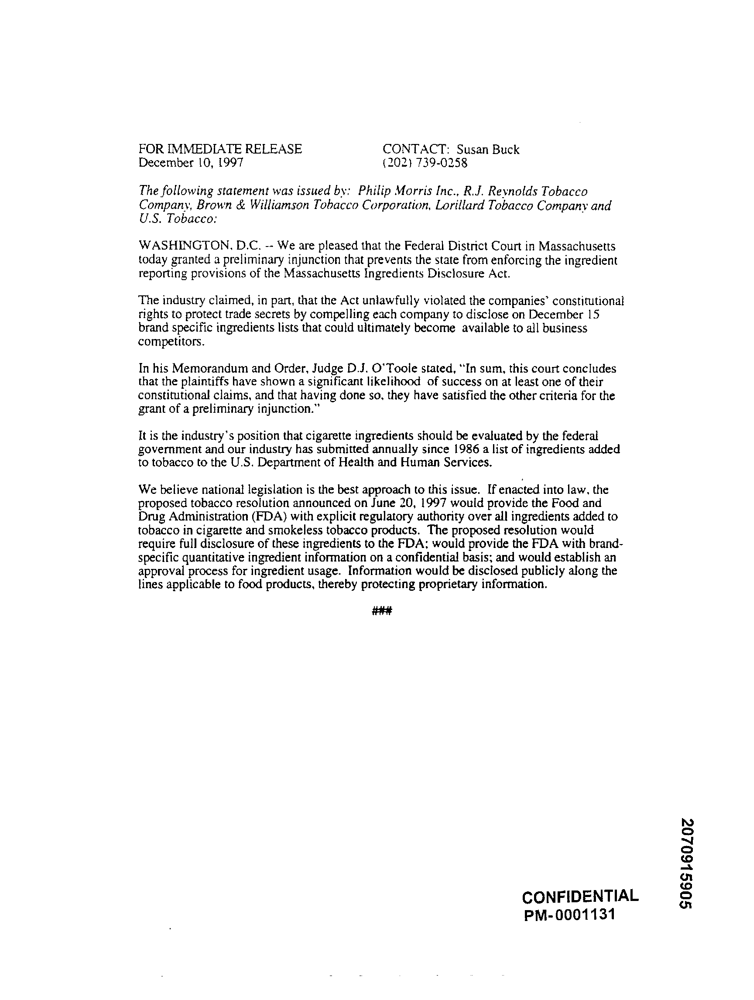 FOR IMMEDIATE RELEASE
December 10, 1997
CONTACT: Susan Buck
(202) 739-0258
The following statement was issued by: Philip Morris Inc., R.J. Reynolds Tobacco
Company, Brown & Williamson Tobacco Corporation, Lorillard Tobacco Company and
U.S. Tobacco:
WASHINGTON, D.C. -- We are pleased that the Federal District Court in Massachusetts
today granted a preliminary injunction that prevents the state from enforcing the ingredient
reporting provisions of the Massachusetts Ingredients Disclosure Act.
The industry claimed, in part, that the Act unlawfully violated the companies' constitutional
rights to protect trade secrets by compelling each company to disclose on December 15
brand specific ingredients lists that could ultimately become available to all business
competitors.
In his Memorandum and Order, Judge D.J. O'Toole stated, "In sum, this court concludes
that the plaintiffs have shown a significant likelihood of success on at least one of their
constitutional claims, and that having done so, they have satisfied the other criteria for the
grant of a preliminary injunction."
It is the industry's position that cigarette ingredients should be evaluated by the federal
government and our industry has submitted annually since 1986 a list of ingredients added
to tobacco to the U.S. Department of Health and Human Services.
We believe national legislation is the best approach to this issue. If enacted into law, the
proposed tobacco resolution announced on June 20, 1997 would provide the Food and
Drug Administration (FDA) with explicit regulatory authority over all ingredients added to
tobacco in cigarette and smokeless tobacco products. The proposed resolution would
require full disclosure of these ingredients to the FDA; would provide the FDA with brand-
specific quantitative ingredient information on a confidential basis; and would establish an
approval process for ingredient usage. Information would be disclosed publicly along the
lines applicable to food products, thereby protecting proprietary information.
###
2070915905
CONFIDENTIAL
PM-0001131